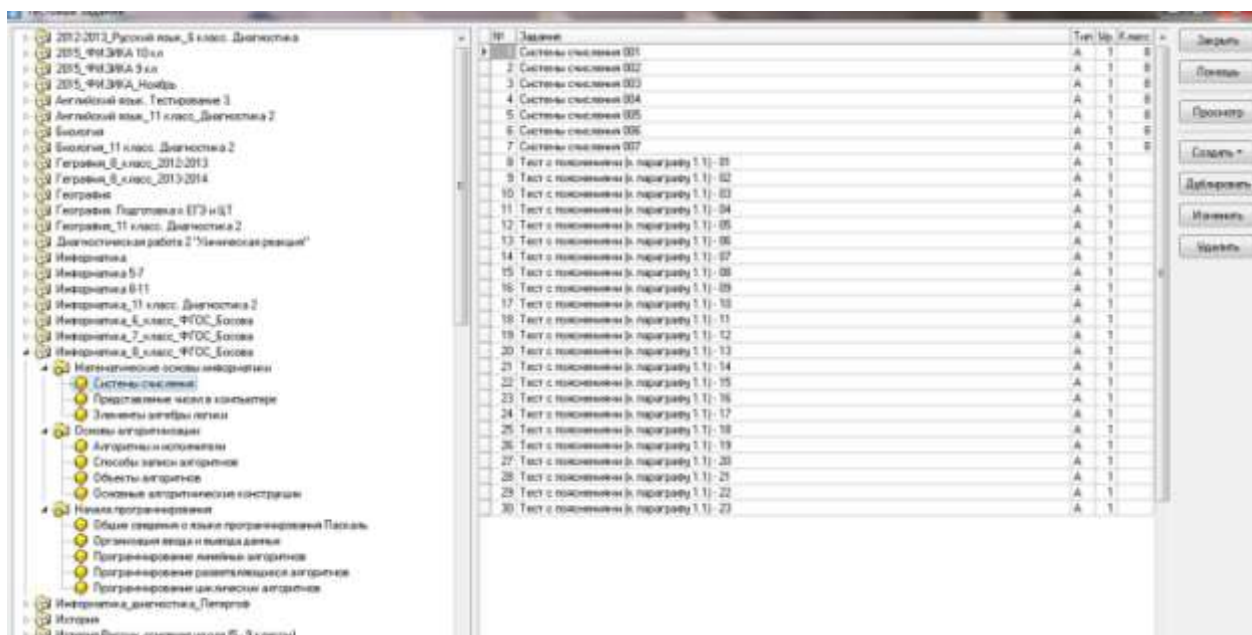 Тестовые задания
2012-2013_Русский язык_6 класс. Диагностика
2015_ФИЗИКА 10 кл
2015_ФИЗИКА 9 кл
2015_ФИЗИКА_Ноябрь
Английский язык. Тестирование 3.
Английский язык_11 класс_Диагностика 2
Биология
Биология_11 класс. Диагностика 2
Геграфия_8_класс_2012-2013
Геграфия_8_класс_2013-2014
География
География. Подготовка к ЕГЭ и ЦТ
География_11 класс. Диагностика 2
Диагностическая работа 2 "Химическая реакция"
Информатика
Информатика 5-7
Информатика 8-11
Информатика_11 класс. Диагностика 2
Информатика_6_класс_ФГОС_Босова
Информатика_7_класс_ФГОС_Босова
Информатика_8_класс_ФГОС_Босова
Математические основы информатики
Системы счисления
Представление чисел в компьютере
Элементы алгебры логики
Основы алгоритмизации
Алгоритмы и исполнители
Способы записи алгоритмов
Объекты алгоритмов
Основные алгоритмические конструкции
Начала программирования
Общие сведения о языке программирования Паскаль
Организация ввода и вывода данных
Программирование линейных алгоритмов
Программирование разветвляющихся алгоритмов
Программирование циклических алгоритмов
Информатика_диагностика_Петергоф
История
№ Задание Тип Ур. Класс
Системы счисления 001 А 1 8
2 Системы счисления 002 А 1 8
3 Системы счисления 003 А 1 8
4 Системы счисления 004 А 1 8
5 Системы счисления 005 А 1 8
6 Системы счисления 006 А 1 8
7 Системы счисления 007 А 1 8
8 Тест с пояснениями (к параграфу 1.1) - 01 А 1
9 Тест с пояснениями (к параграфу 1.1) - 02 А 1
10 Тест с пояснениями (к параграфу 1.1) - 03 А 1
11 Тест с пояснениями (к параграфу 1.1) - 04 А 1
12 Тест с пояснениями (к параграфу 1.1) - 05 А 1
13 Тест с пояснениями (к параграфу 1.1) - 06 А 1
14 Тест с пояснениями (к параграфу 1.1) - 07 А 1
15 Тест с пояснениями (к параграфу 1.1) - 08 А 1
16 Тест с пояснениями (к параграфу 1.1) - 09 А 1
17 Тест с пояснениями (к параграфу 1.1) - 10 А 1
18 Тест с пояснениями (к параграфу 1.1) - 11 А 1
19 Тест с пояснениями (к параграфу 1.1) - 12 А 1
20 Тест с пояснениями (к параграфу 1.1) - 13 А 1
21 Тест с пояснениями (к параграфу 1.1) - 14 А 1
22 Тест с пояснениями (к параграфу 1.1) - 15 А 1
23 Тест с пояснениями (к параграфу 1.1) - 16 А 1
24 Тест с пояснениями (к параграфу 1.1) - 17 А 1
25 Тест с пояснениями (к параграфу 1.1) - 18 А 1
26 Тест с пояснениями (к параграфу 1.1) - 19 А 1
27 Тест с пояснениями (к параграфу 1.1) - 20 А 1
28 Тест с пояснениями (к параграфу 1.1) - 21 А 1
29 Тест с пояснениями (к параграфу 1.1) - 22 А 1
30 Тест с пояснениями (к параграфу 1.1) - 23 А 1
Закрыть
Помощь
Просмотр
Создать
Дублировать
Изменить
Удалить